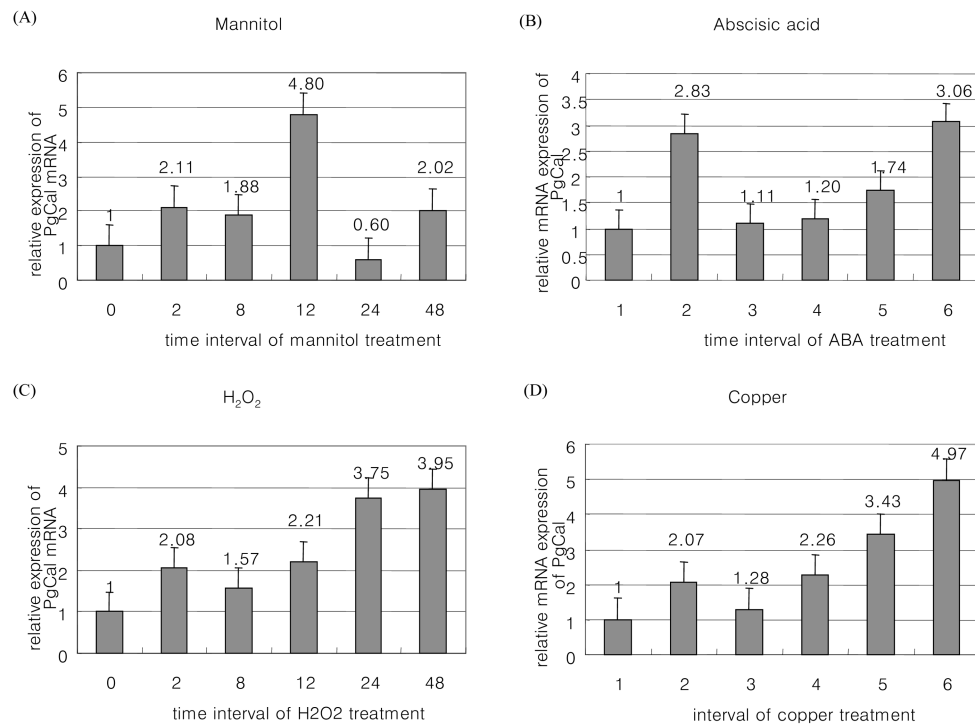 (A)
Mannitol
relative expression of
PgCal mRNA
6
5
4
3
2
1
0
1
2.11
1.88
4.80
0.60
2.02
0 2 8 12 24 48
time interval of mannitol treatment
(B)
Abscisic acid
relative mRNA expression of
PgCal
4
3.5
3
2.5
2
1.5
1
0.5
0
1
2.83
1.11
1.20
1.74
3.06
1 2 3 4 5 6
time interval of ABA treatment
(C)
H₂O₂
relative expression of
PgCal mRNA
5
4
3
2
1
0
1
2.08
1.57
2.21
3.75
3.95
0 2 8 12 24 48
time interval of H2O2 treatment
(D)
Copper
relative mRNA expression
of PgCal
6
5
4
3
2
1
0
1
2.07
1.28
2.26
3.43
4.97
1 2 3 4 5 6
interval of copper treatment